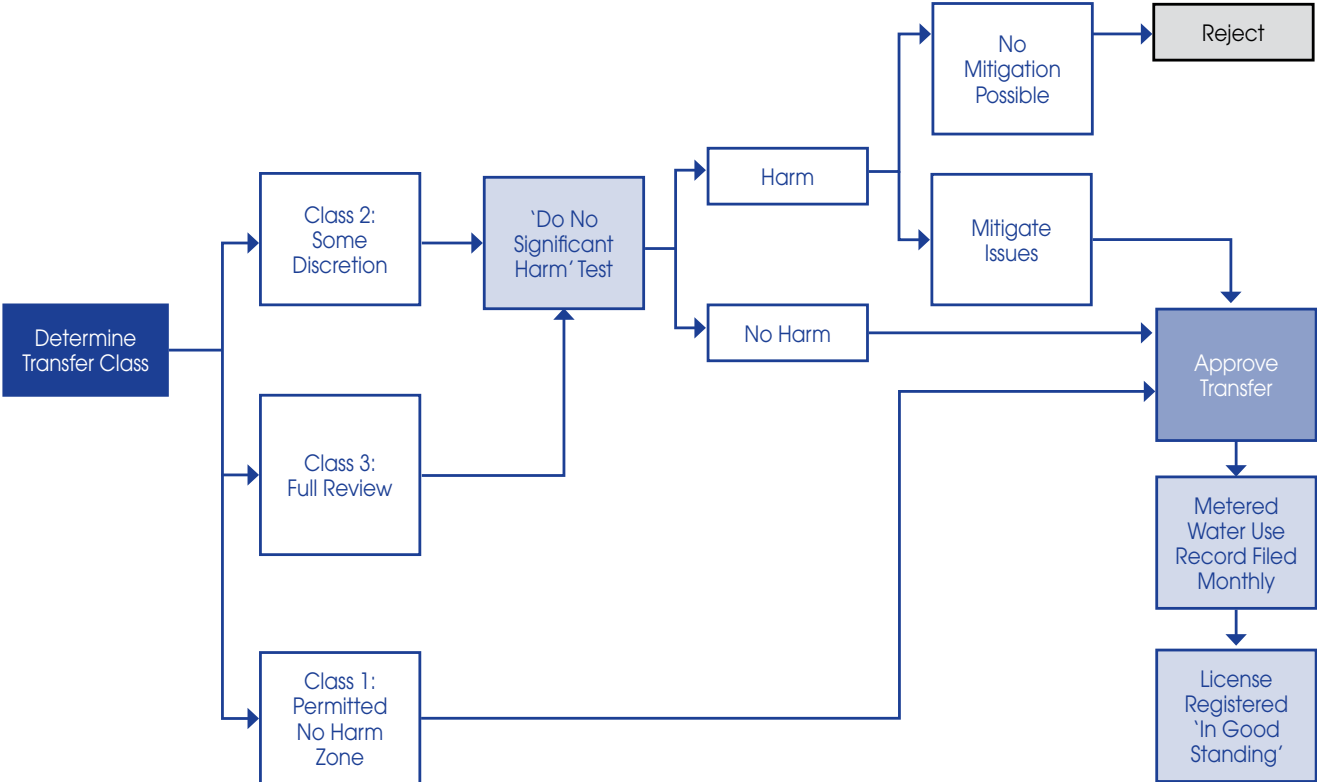 Determine
Transfer Class
Class 2:
Some
Discretion
Class 3:
Full Review
Class 1:
Permitted
No Harm
Zone
‘Do No
Significant
Harm’ Test
Harm
No Harm
No
Mitigation
Possible
Mitigate
Issues
Reject
Approve
Transfer
Metered
Water Use
Record Filed
Monthly
License
Registered
‘In Good
Standing’